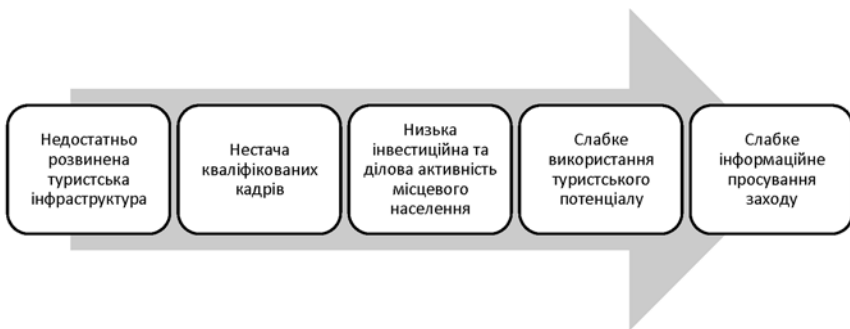 Недостатньо
розвинена
туристська
інфраструктура
Нестача
кваліфікованих
кадрів
Низька
інвестиційна та
ділова активність
місцевого
населення
Слабке
використання
туристського
потенціалу
Слабке
інформаційне
просування
заходу